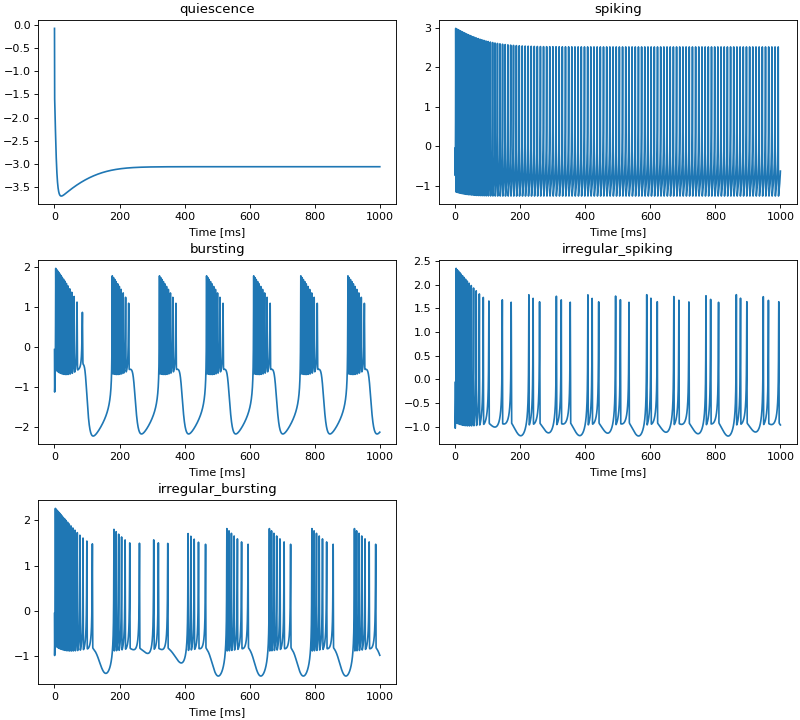 quiescence
0.0
−0.5
−1.0
−1.5
−2.0
−2.5
−3.0
−3.5
0 200 400 600 800 1000
Time [ms]
spiking
3
2
1
0
−1
0 200 400 600 800 1000
Time [ms]
bursting
2
1
0
−1
−2
0 200 400 600 800 1000
Time [ms]
irregular_spiking
2.5
2.0
1.5
1.0
0.5
0.0
−0.5
−1.0
0 200 400 600 800 1000
Time [ms]
irregular_bursting
2
1
0
−1
0 200 400 600 800 1000
Time [ms]